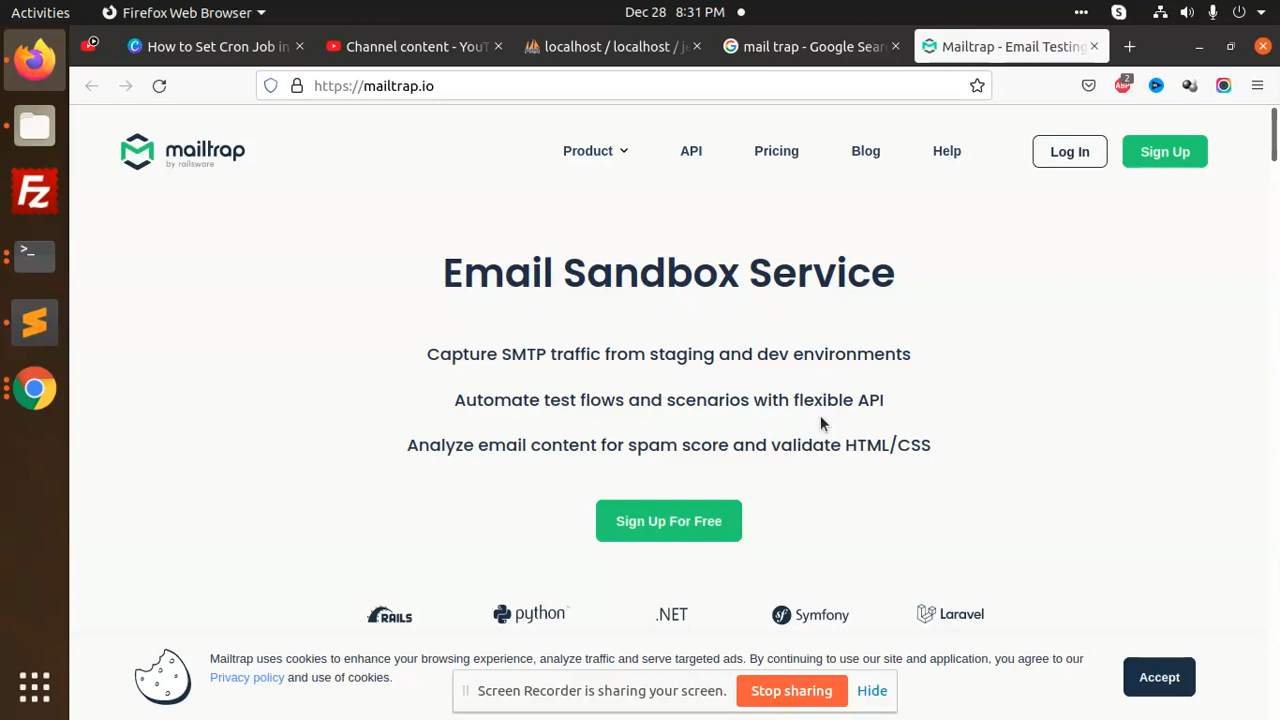 Activities
Firefox Web Browser
Dec 28 8:31 PM
How to Set Cron Job in
Channel content - YouT
localhost / localhost / je
mail trap - Google Sear
Mailtrap - Email Testing
https://mailtrap.io
2
mailtrap
by railsware
Product
API
Pricing
Blog
Help
Log In
Sign Up
Email Sandbox Service
Capture SMTP traffic from staging and dev environments
Automate test flows and scenarios with flexible API
Analyze email content for spam score and validate HTML/CSS
Sign Up For Free
RAILS
python
.NET
Symfony
Laravel
Mailtrap uses cookies to enhance your browsing experience, analyze traffic and serve targeted ads. By continuing to use our site and application, you agree to our
Privacy policy and use of cookies.
Accept
Screen Recorder is sharing your screen.
Stop sharing
Hide